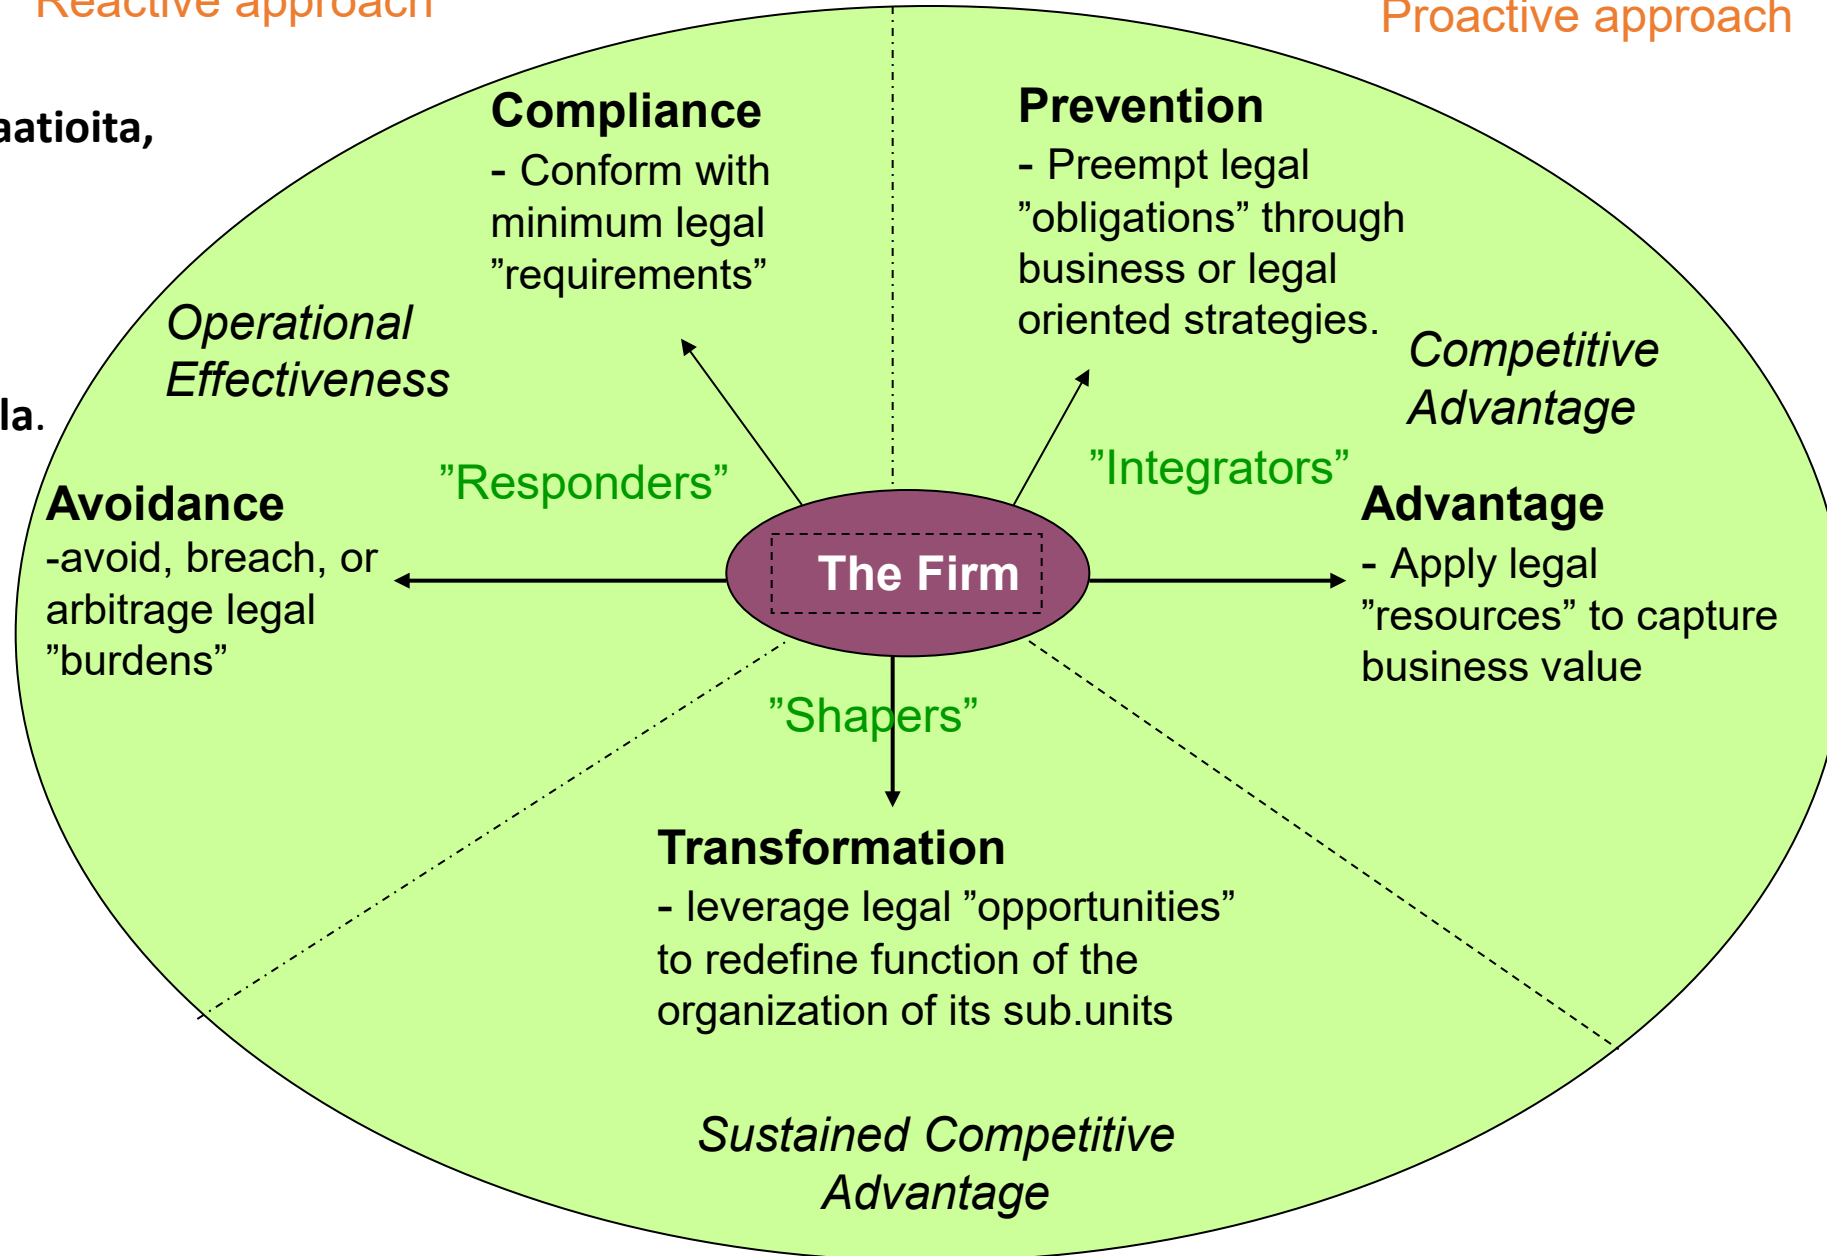 Reactive approach
Proactive approach
aatioita,
la.
Compliance
- Conform with
minimum legal
”requirements”
Prevention
- Preempt legal
”obligations” through
business or legal
oriented strategies.
Operational
Effectiveness
Competitive
Advantage
”Responders”
”Integrators”
Avoidance
-avoid, breach, or
arbitrage legal
”burdens”
The Firm
Advantage
- Apply legal
”resources” to capture
business value
”Shapers”
Transformation
- leverage legal ”opportunities”
to redefine function of the
organization of its sub.units
Sustained Competitive
Advantage